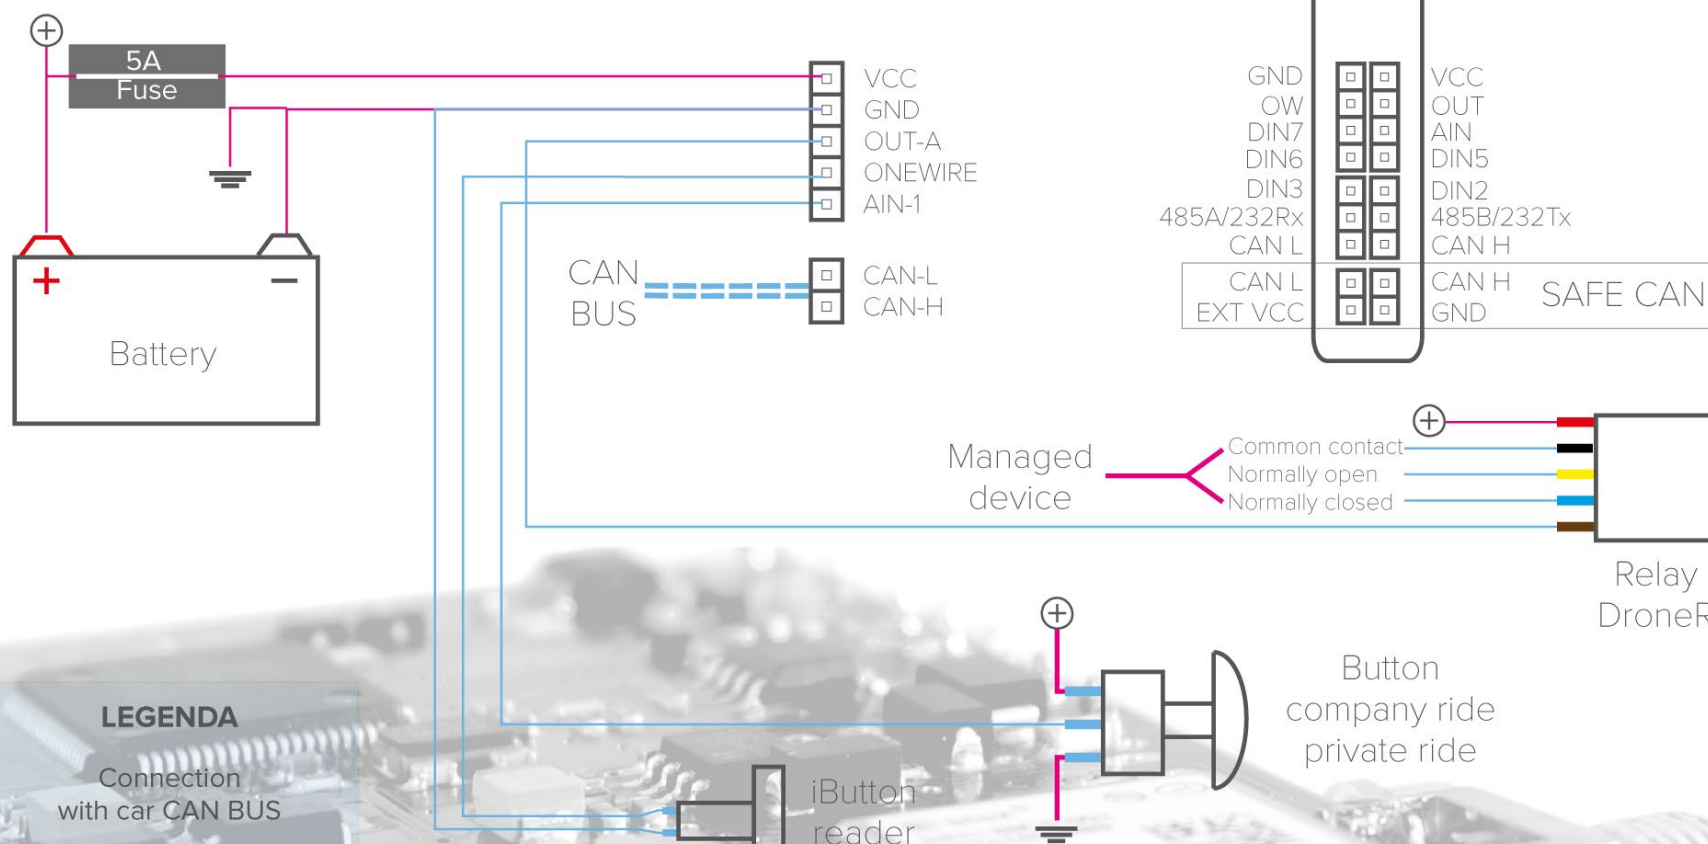 5A
Fuse
VCC
GND
OUT-A
ONEWIRE
AIN-1
CAN
BUS
CAN-L
CAN-H
Battery
GND VCC
OW OUT
DIN7 AIN
DIN6 DIN5
DIN3 DIN2
485A/232Rx 485B/232Tx
CAN L CAN H
CAN L CAN H
EXT VCC GND
SAFE CAN
Managed
device
Common contact
Normally open
Normally closed
Relay
DroneR
Button
company ride
private ride
LEGENDA
Connection
with car CAN BUS
iButton
reader